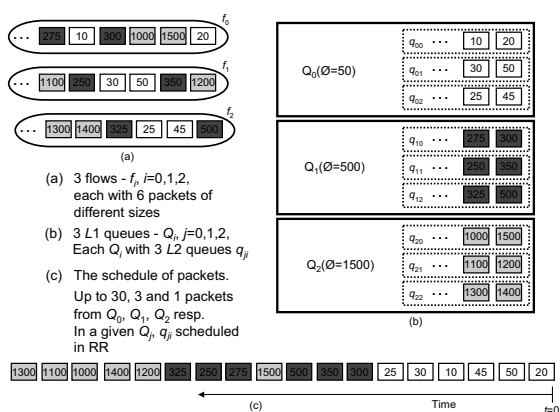 f0
... 275 10 300 1000 1500 20
f1
... 1100 250 30 50 350 1200
f2
... 1300 1400 325 25 45 500
(a)
(a) 3 flows - fi, i=0,1,2,
each with 6 packets of
different sizes
(b) 3 L1 queues - Qi, j=0,1,2,
Each Qi with 3 L2 queues qji
(c) The schedule of packets.
Up to 30, 3 and 1 packets
from Q0, Q1, Q2 resp.
In a given Qj, qji scheduled
in RR
Q0(Ø=50)
q00 ... 10 20
q01 ... 30 50
q02 ... 25 45
Q1(Ø=500)
q10 ... 275 300
q11 ... 250 350
q12 ... 325 500
Q2(Ø=1500)
q20 ... 1000 1500
q21 ... 1100 1200
q22 ... 1300 1400
(b)
1300 1100 1000 1400 1200 325 250 275 1500 500 350 300 25 30 10 45 50 20
(c)
Time
t=0